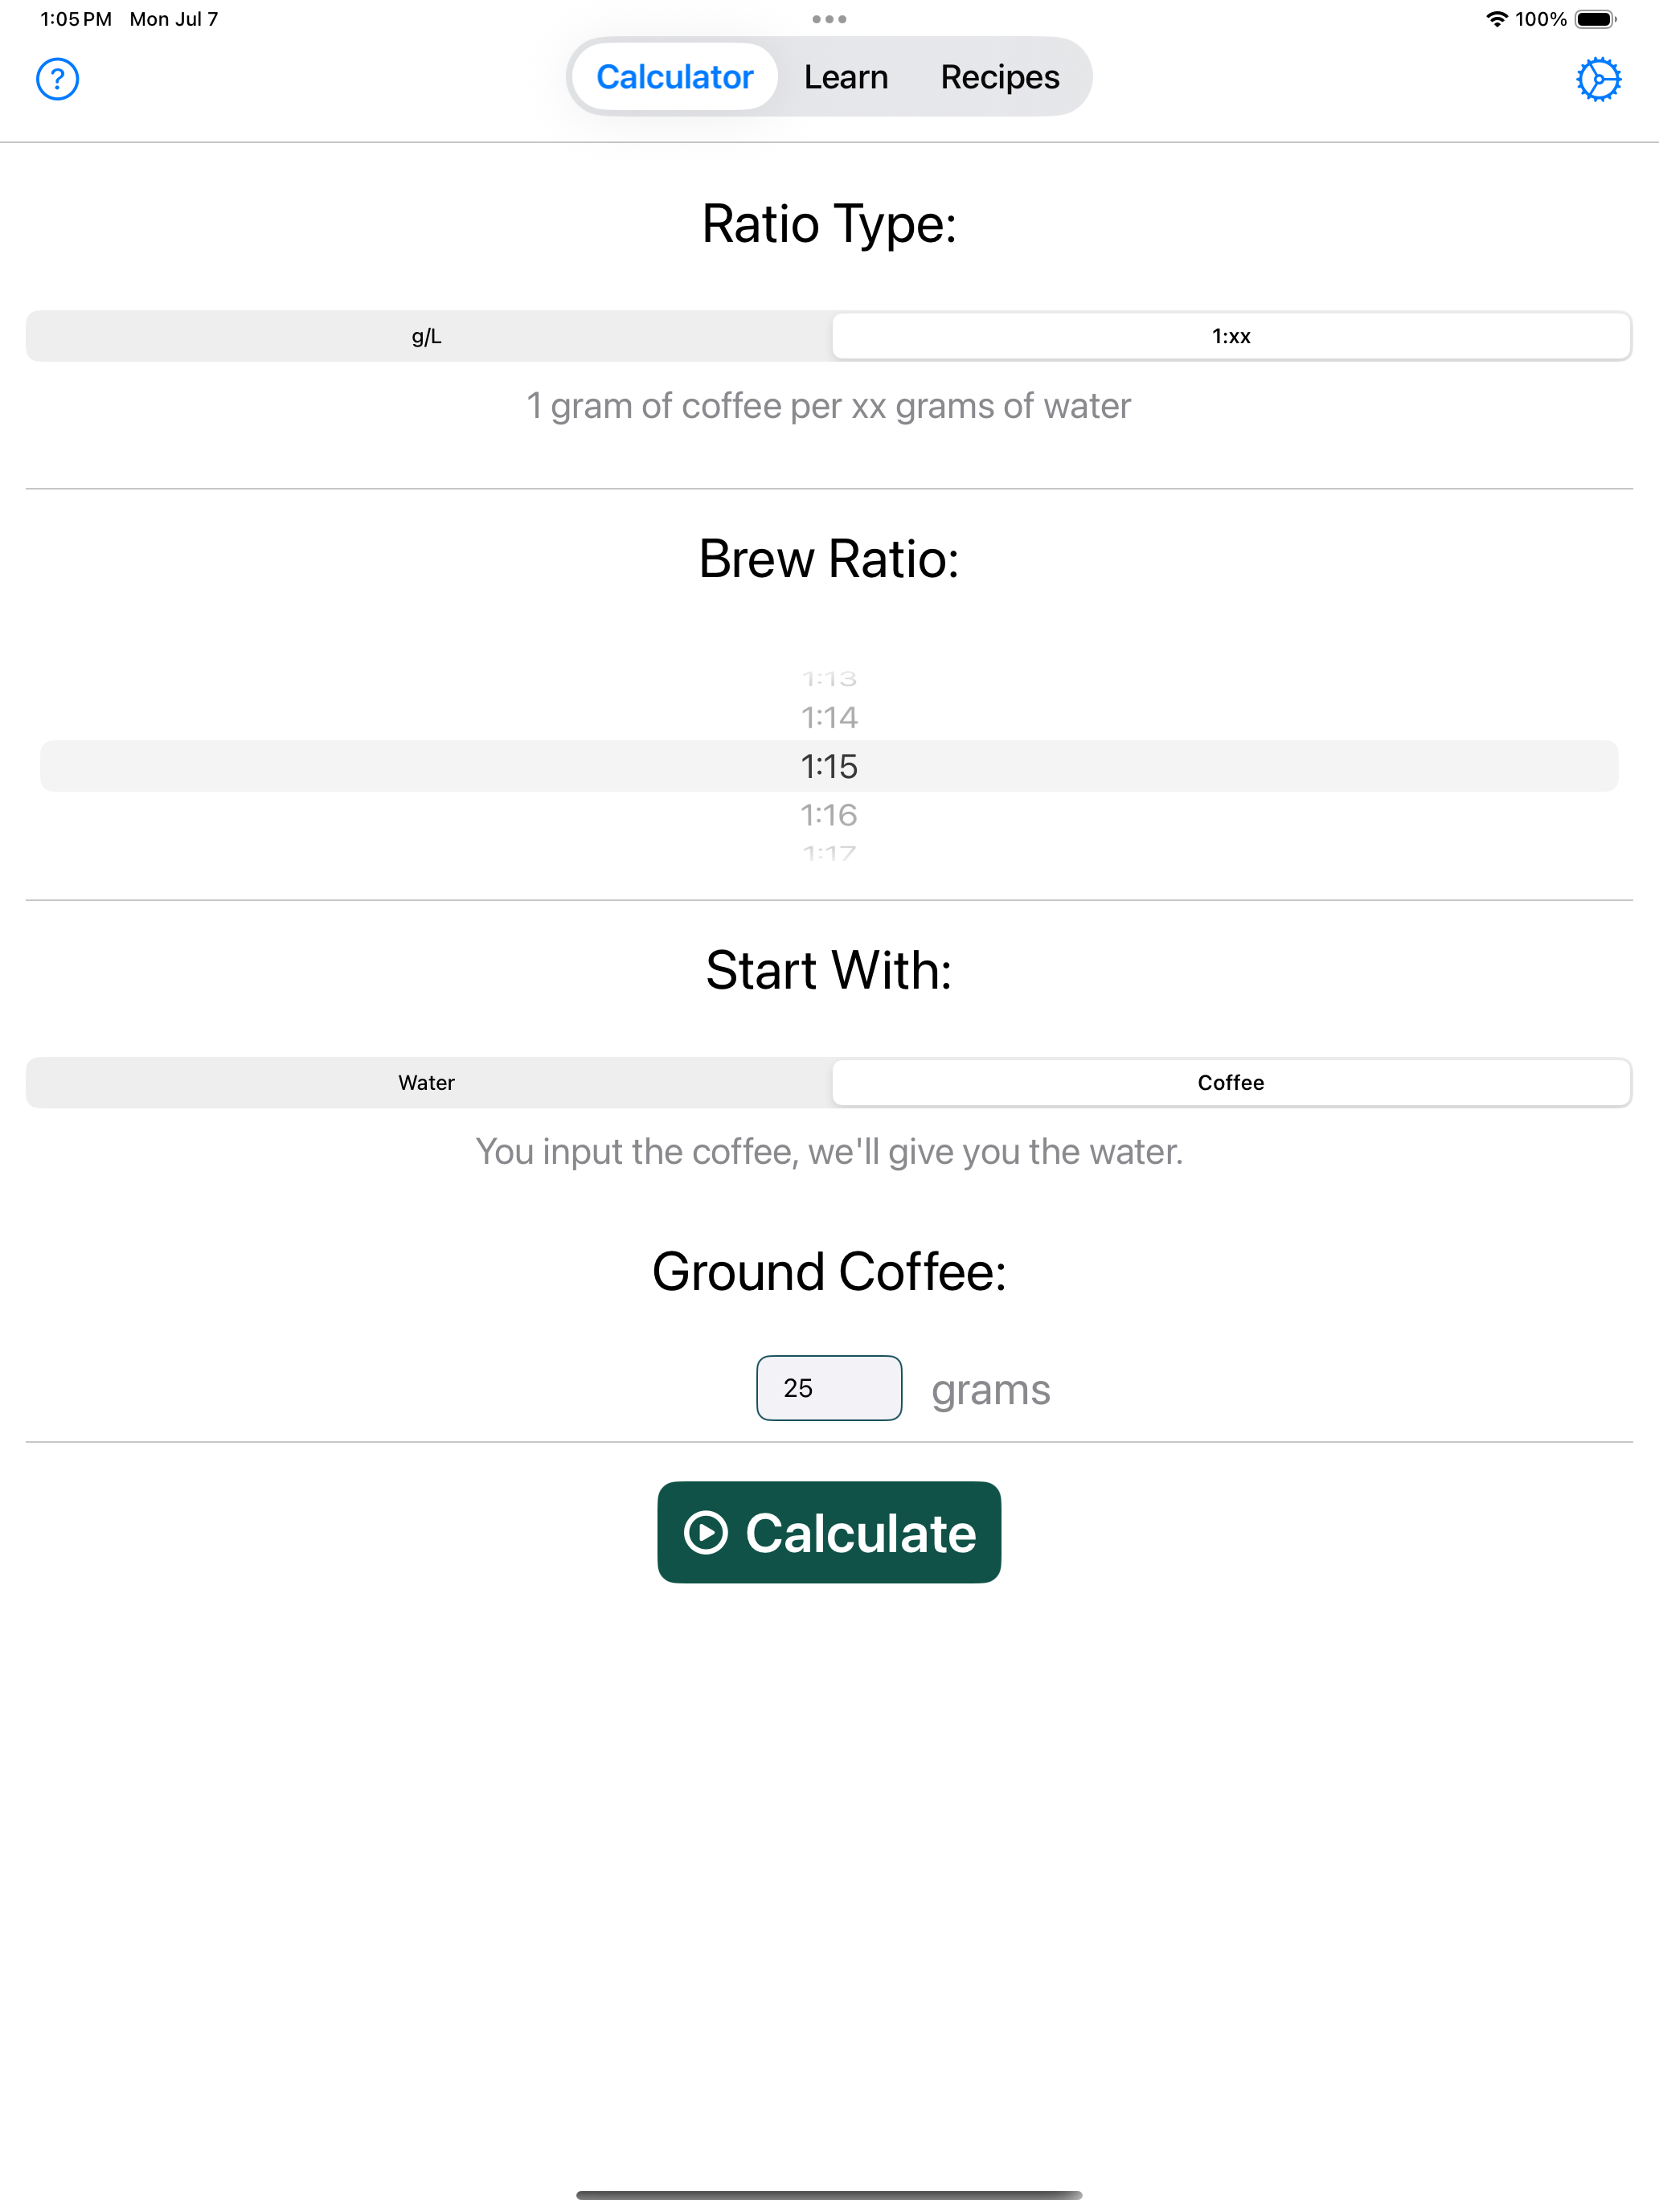 1:05 PM Mon Jul 7
100%
?
Calculator Learn Recipes
Ratio Type:
g/L 1:xx
1 gram of coffee per xx grams of water
Brew Ratio:
1:13
1:14
1:15
1:16
1:17
Start With:
Water Coffee
You input the coffee, we'll give you the water.
Ground Coffee:
25 grams
Calculate